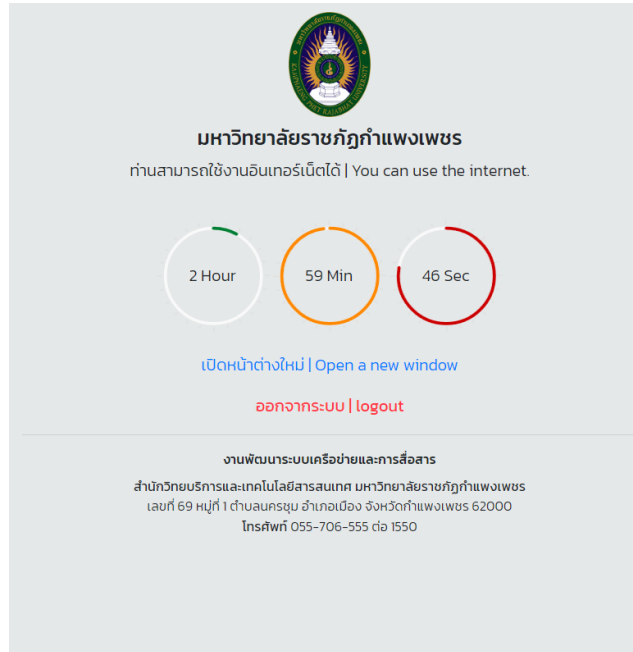 มหาวิทยาลัยราชภัฏกำแพงเพชร
ท่านสามารถใช้งานอินเทอร์เน็ตได้ | You can use the internet.
2 Hour
59 Min
46 Sec
เปิดหน้าต่างใหม่ | Open a new window
ออกจากระบบ | logout
งานพัฒนาระบบเครือข่ายและการสื่อสาร
สำนักวิทยบริการและเทคโนโลยีสารสนเทศ มหาวิทยาลัยราชภัฏกำแพงเพชร
เลขที่ 69 หมู่ที่ 1 ตำบลนครชุม อำเภอเมือง จังหวัดกำแพงเพชร 62000
โทรศัพท์ 055-706-555 ต่อ 1550